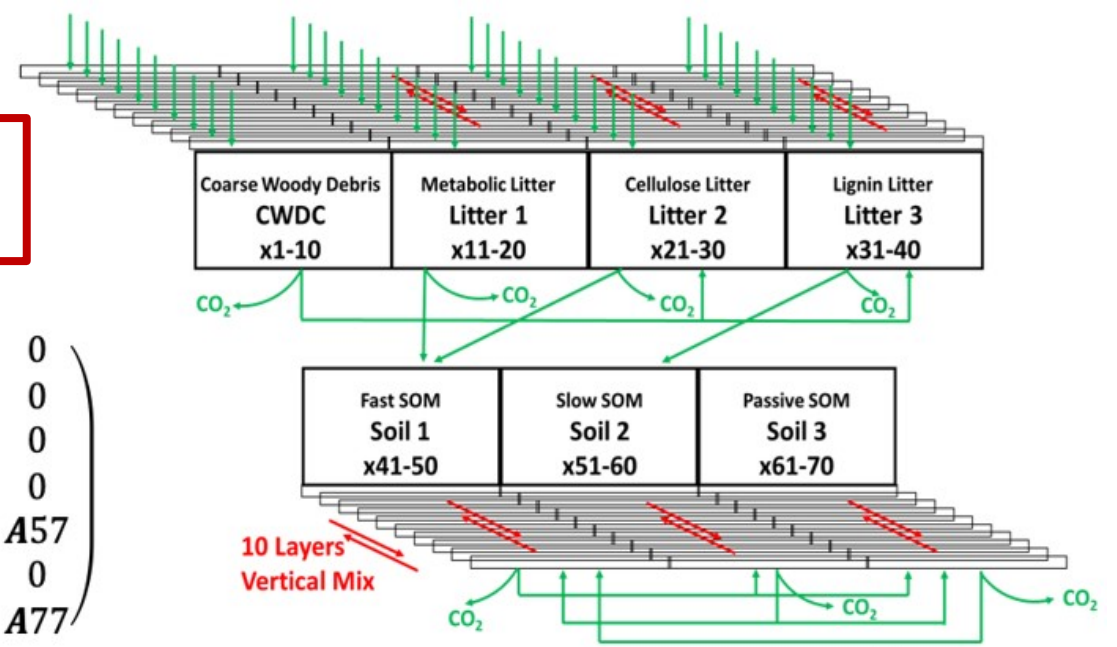 Coarse Woody Debris
CWDC
x1-10
Metabolic Litter
Litter 1
x11-20
Cellulose Litter
Litter 2
x21-30
Lignin Litter
Litter 3
x31-40
CO₂
CO₂
CO₂
CO₂
0
0
0
0
A57
0
A77
Fast SOM
Soil 1
x41-50
Slow SOM
Soil 2
x51-60
Passive SOM
Soil 3
x61-70
10 Layers
Vertical Mix
CO₂
CO₂
CO₂